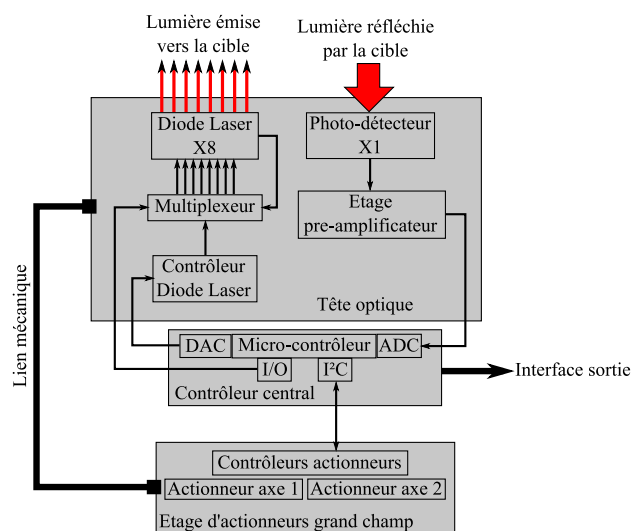 Lumière émise
vers la cible
Lumière réfléchie
par la cible
Diode Laser
X8
Photo-détecteur
X1
Multiplexeur
Etage
pre-amplificateur
Contrôleur
Diode Laser
Tête optique
Lien mécanique
DAC
Micro-contrôleur
ADC
I/O
I²C
Contrôleur central
Interface sortie
Contrôleurs actionneurs
Actionneur axe 1
Actionneur axe 2
Etage d'actionneurs grand champ